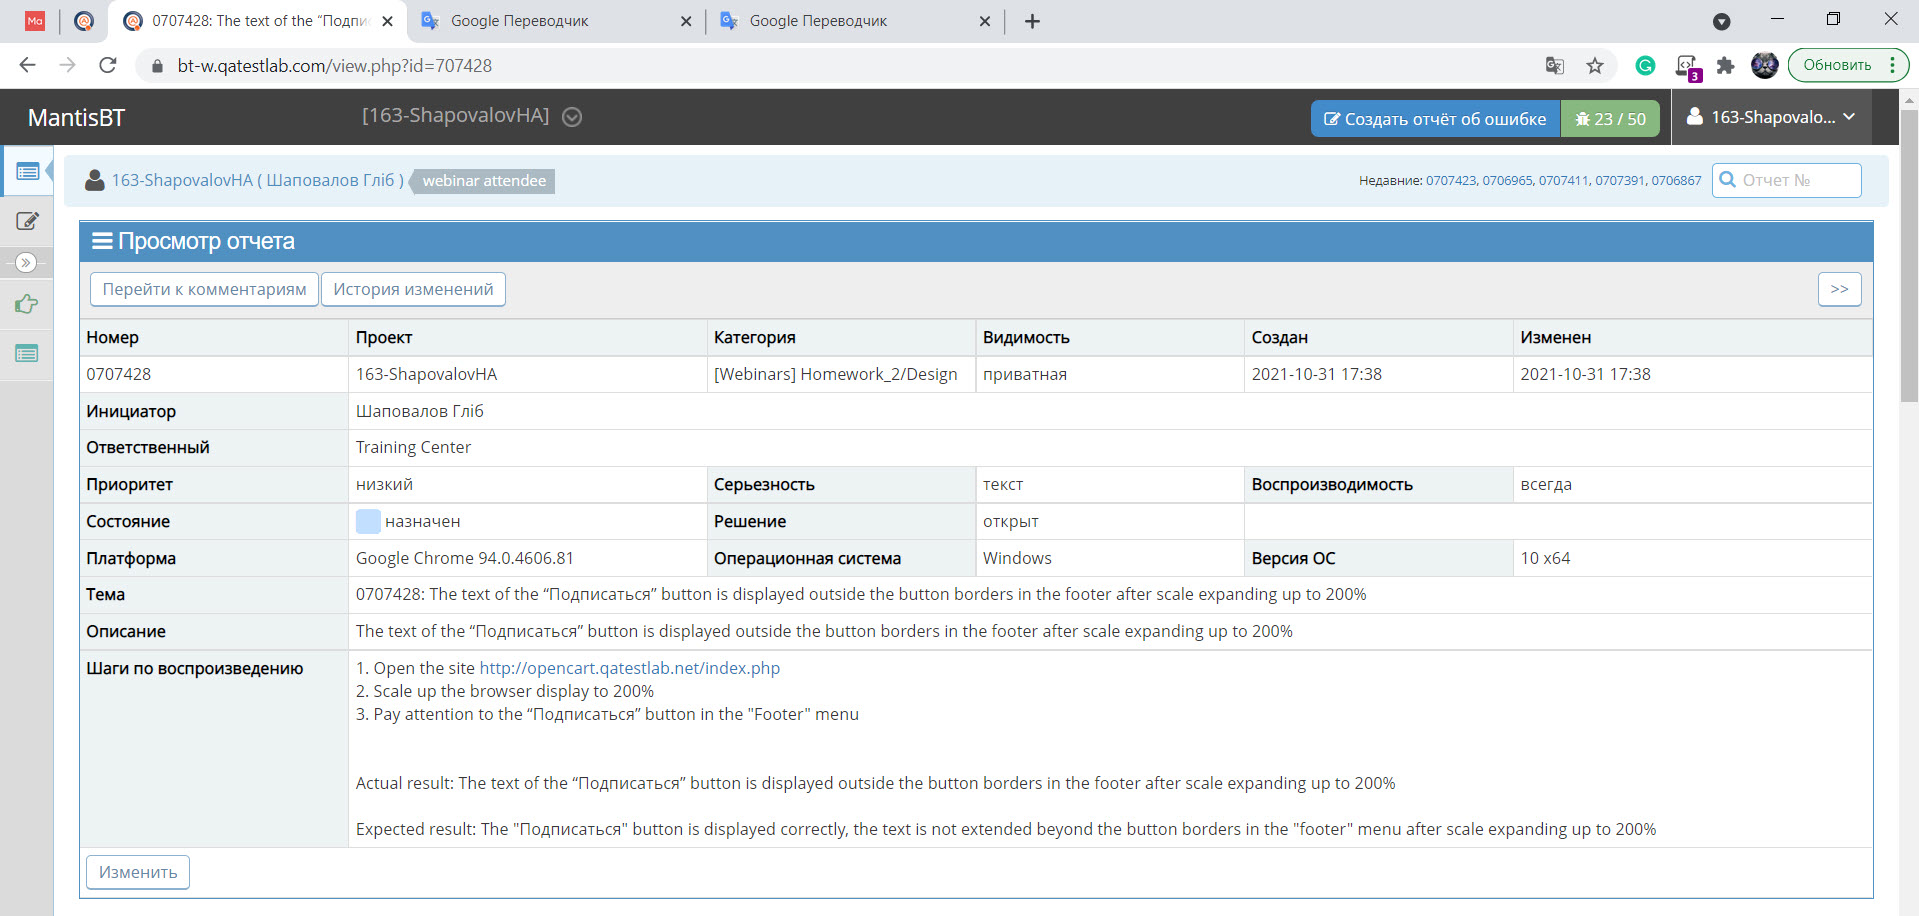 Ma
0707428: The text of the “Подпи
Google Переводчик
Google Переводчик
bt-w.qatestlab.com/view.php?id=707428
3
Обновить
MantisBT
[163-ShapovalovHA]
Создать отчёт об ошибке
23 / 50
163-Shapovalo...
163-ShapovalovHA ( Шаповалов Гліб )
webinar attendee
Недавние: 0707423, 0706965, 0707411, 0707391, 0706867
Отчет №
Просмотр отчета
Перейти к комментариям
История изменений
>>
Номер Проект Категория Видимость Создан Изменен
0707428 163-ShapovalovHA [Webinars] Homework_2/Design приватная 2021-10-31 17:38 2021-10-31 17:38
Инициатор Шаповалов Гліб
Ответственный Training Center
Приоритет низкий Серьезность текст Воспроизводимость всегда
Состояние назначен Решение открыт
Платформа Google Chrome 94.0.4606.81 Операционная система Windows Версия ОС 10 x64
Тема 0707428: The text of the “Подписаться” button is displayed outside the button borders in the footer after scale expanding up to 200%
Описание The text of the “Подписаться” button is displayed outside the button borders in the footer after scale expanding up to 200%
Шаги по воспроизведению 1. Open the site http://opencart.qatestlab.net/index.php
2. Scale up the browser display to 200%
3. Pay attention to the “Подписаться” button in the "Footer" menu
Actual result: The text of the “Подписаться” button is displayed outside the button borders in the footer after scale expanding up to 200%
Expected result: The "Подписаться" button is displayed correctly, the text is not extended beyond the button borders in the "footer" menu after scale expanding up to 200%
Изменить